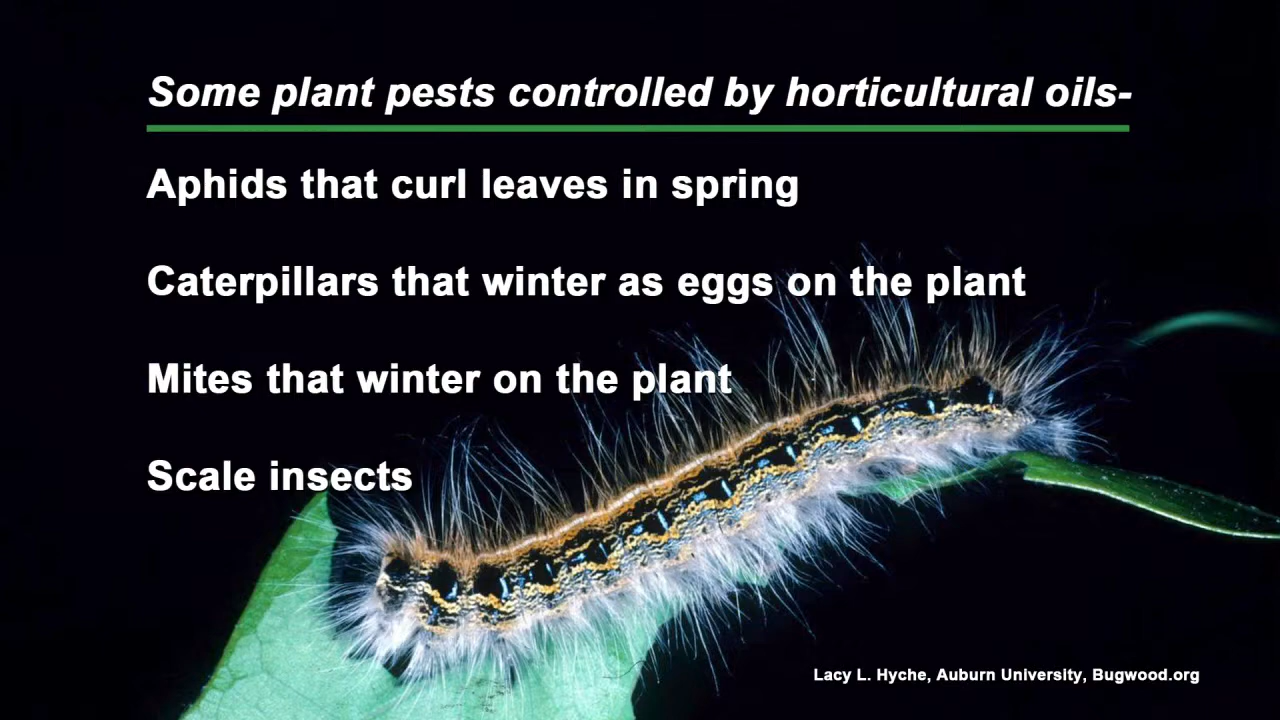 Some plant pests controlled by horticultural oils-
Aphids that curl leaves in spring
Caterpillars that winter as eggs on the plant
Mites that winter on the plant
Scale insects
Lacy L. Hyche, Auburn University, Bugwood.org